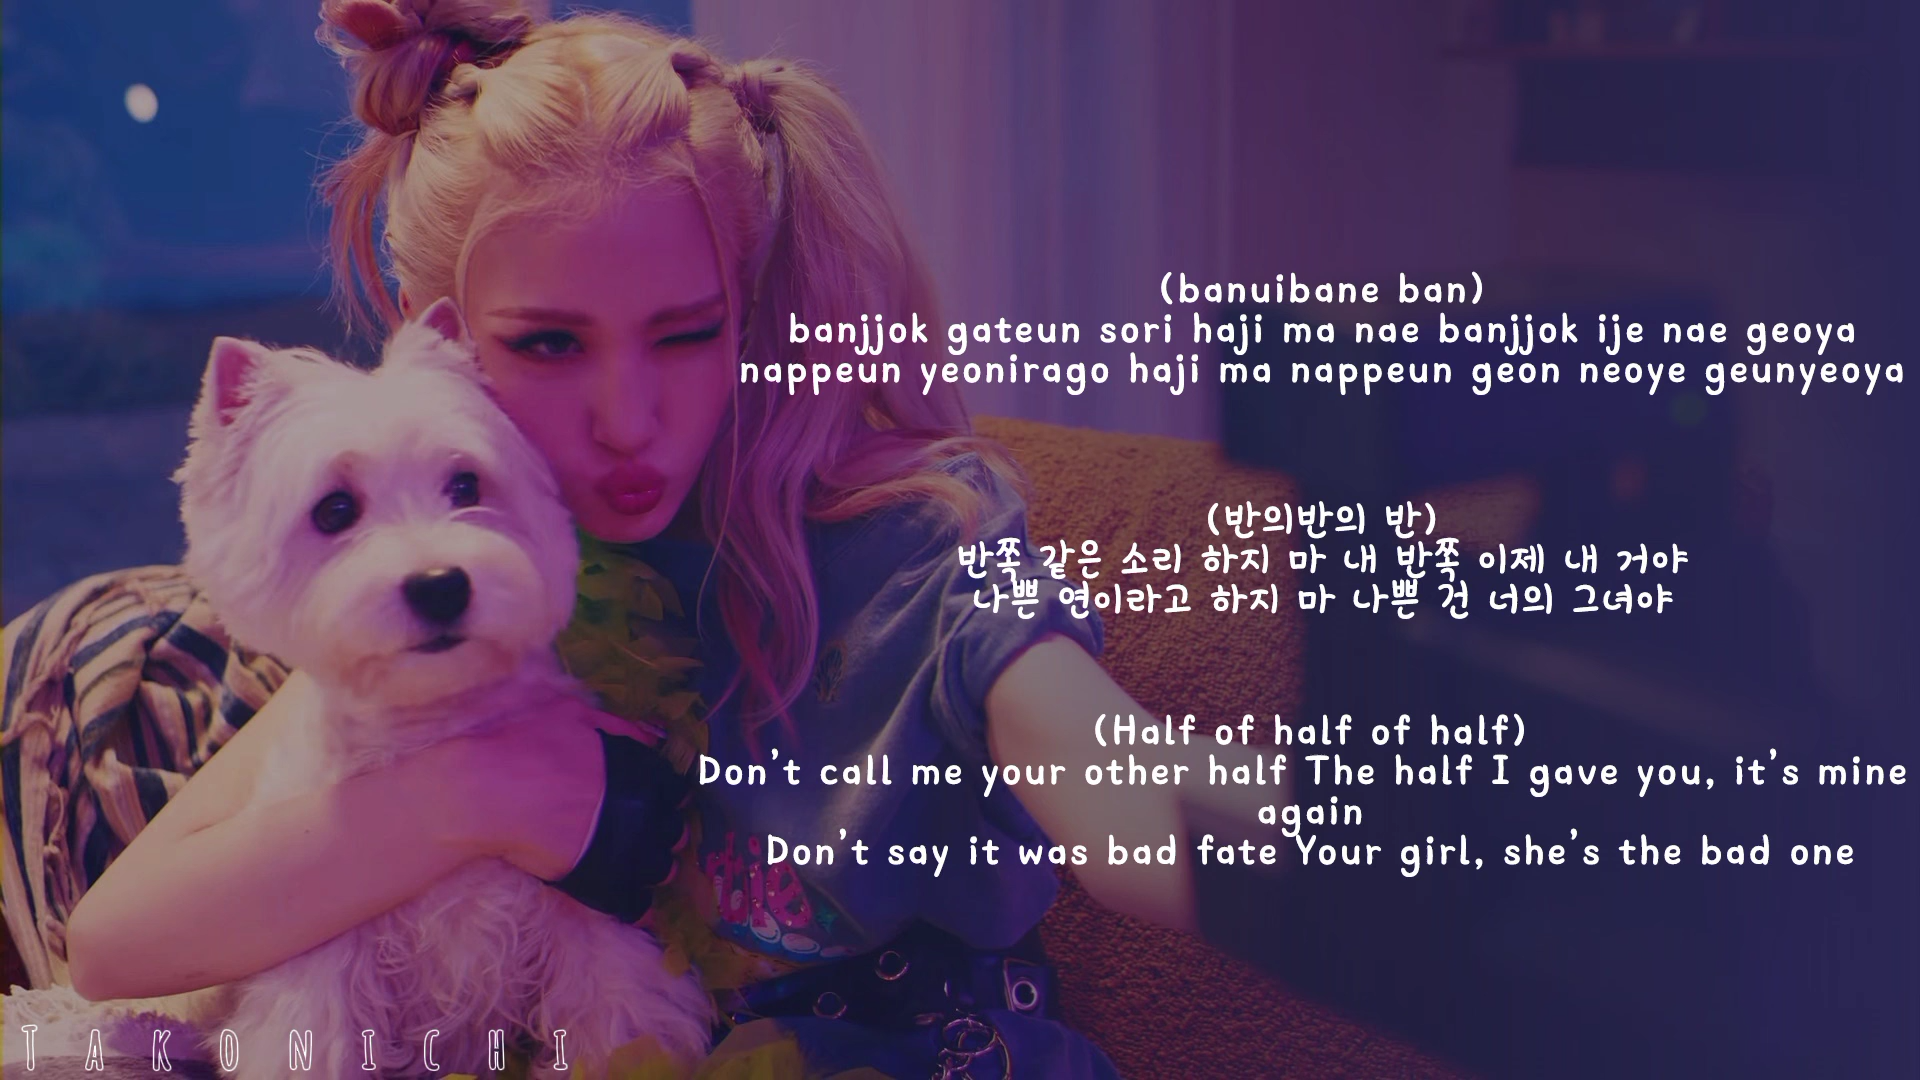 (banuibane ban)
banjjok gateun sori haji ma nae banjjok ije nae geoya
nappeun yeonirago haji ma nappeun geon neoye geunyeoya
(반의반의 반)
반쪽 같은 소리 하지 마 내 반쪽 이제 내 거야
나쁜 연이라고 하지 마 나쁜 건 너의 그녀야
(Half of half of half)
Don't call me your other half The half I gave you, it's mine
again
Don't say it was bad fate Your girl, she's the bad one
TAKONICHI